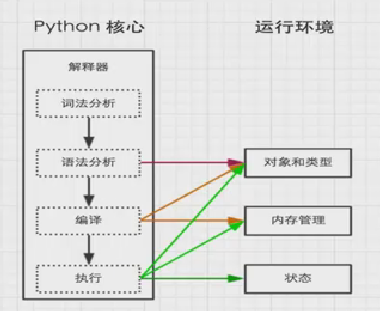 Python 核心
运行环境
解释器
词法分析
语法分析
对象和类型
编译
内存管理
执行
状态